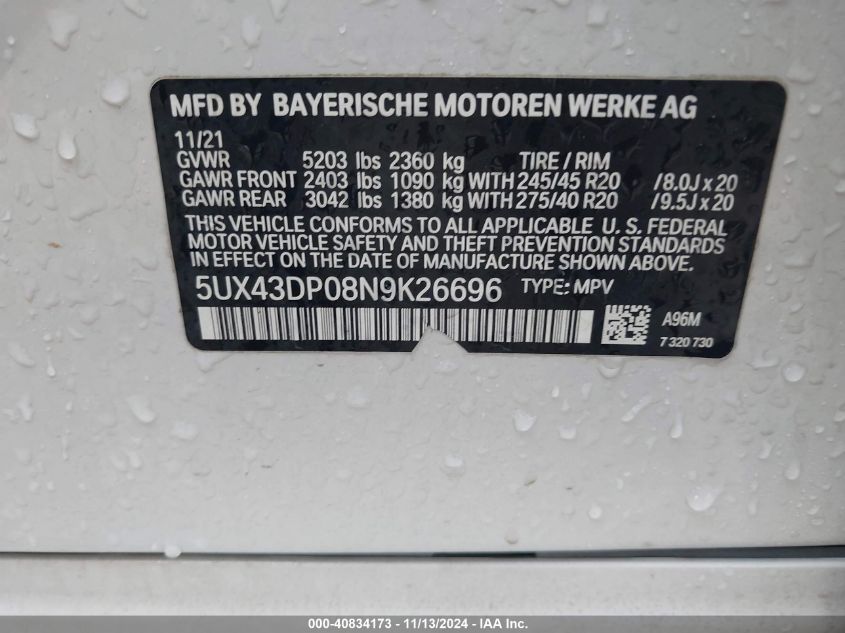 MFD BY BAYERISCHE MOTOREN WERKE AG
11/21
GVWR 5203 lbs 2360 kg TIRE / RIM
GAWR FRONT 2403 lbs 1090 kg WITH 245/45 R20 /8.0J x 20
GAWR REAR 3042 lbs 1380 kg WITH 275/40 R20 /9.5J x 20
THIS VEHICLE CONFORMS TO ALL APPLICABLE U. S. FEDERAL
MOTOR VEHICLE SAFETY AND THEFT PREVENTION STANDARDS
IN EFFECT ON THE DATE OF MANUFACTURE SHOWN ABOVE.
5UX43DP08N9K26696 TYPE: MPV
A96M
7 320 730
000-40834173 - 11/13/2024 - IAAI.com